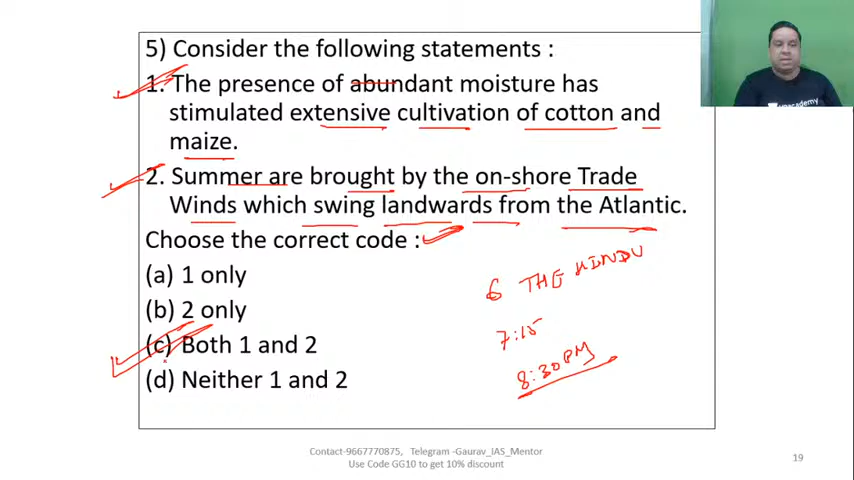 5) Consider the following statements :
1. The presence of abundant moisture has
stimulated extensive cultivation of cotton and
maize.
2. Summer are brought by the on-shore Trade
Winds which swing landwards from the Atlantic.
Choose the correct code :
(a) 1 only
(b) 2 only
(c) Both 1 and 2
(d) Neither 1 and 2
6 THE HINDU
7:15
8:30 PM
Contact-9667770875, Telegram -Gaurav_IAS_Mentor
Use Code GG10 to get 10% discount
19